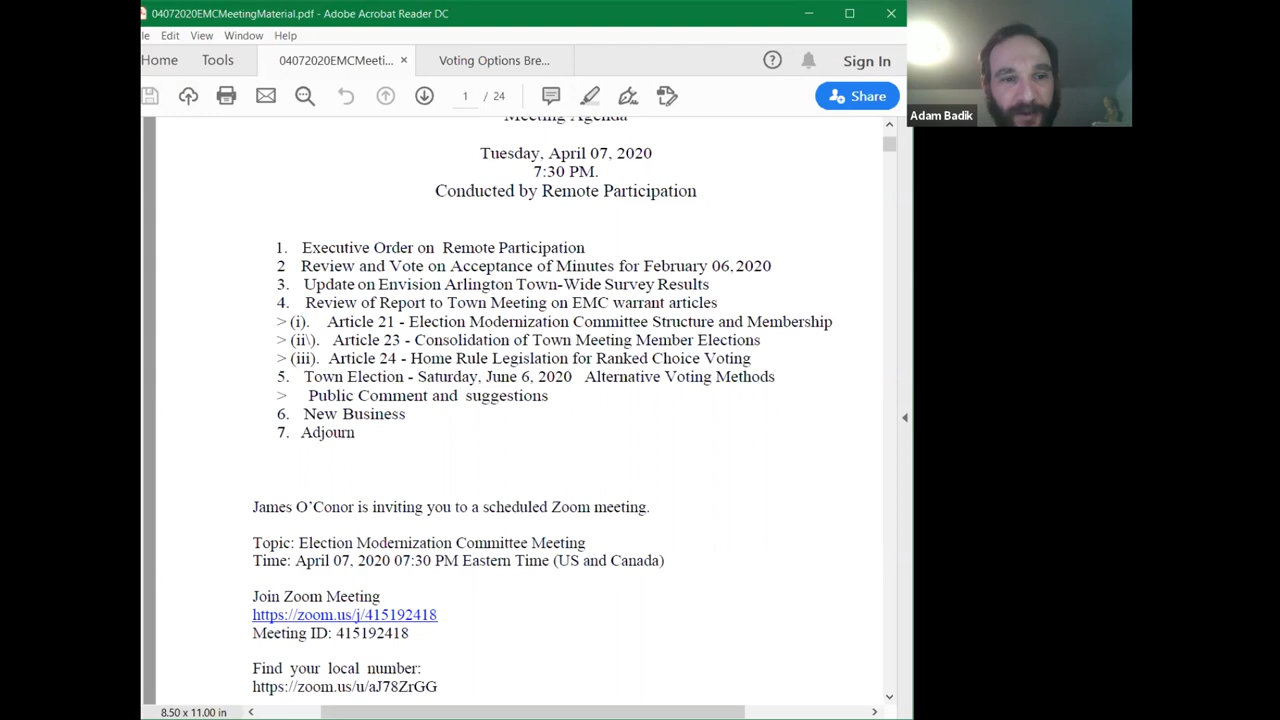 04072020EMCMeetingMaterial.pdf - Adobe Acrobat Reader DC
Edit View Window Help
Home Tools 04072020EMCMeeti... × Voting Options Bre... Sign In
1 / 24 Share
Meeting Agenda
Adam Badik
Tuesday, April 07, 2020
7:30 PM.
Conducted by Remote Participation
1. Executive Order on Remote Participation
2 Review and Vote on Acceptance of Minutes for February 06, 2020
3. Update on Envision Arlington Town-Wide Survey Results
4. Review of Report to Town Meeting on EMC warrant articles
> (i). Article 21 - Election Modernization Committee Structure and Membership
> (ii\). Article 23 - Consolidation of Town Meeting Member Elections
> (iii). Article 24 - Home Rule Legislation for Ranked Choice Voting
5. Town Election - Saturday, June 6, 2020 Alternative Voting Methods
> Public Comment and suggestions
6. New Business
7. Adjourn
James O'Conor is inviting you to a scheduled Zoom meeting.
Topic: Election Modernization Committee Meeting
Time: April 07, 2020 07:30 PM Eastern Time (US and Canada)
Join Zoom Meeting
https://zoom.us/j/415192418
Meeting ID: 415192418
Find your local number:
https://zoom.us/u/aJ78ZrGG
8.50 x 11.00 in